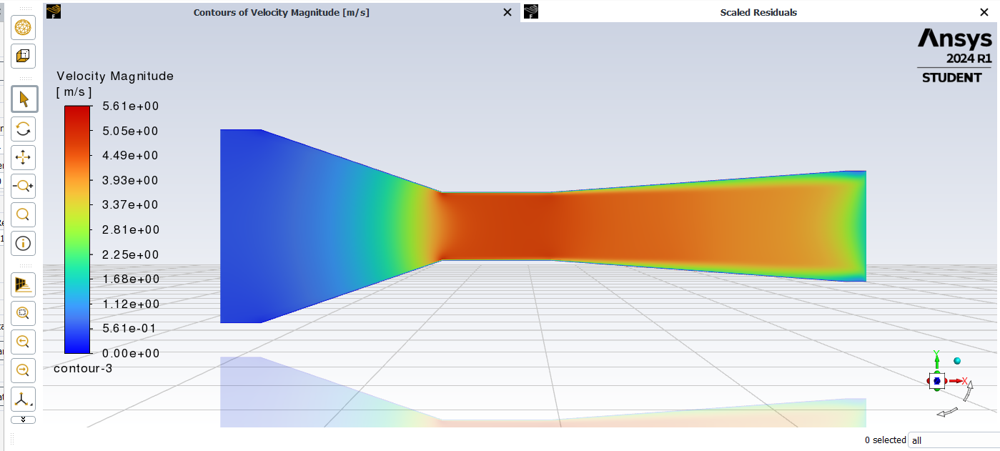 Contours of Velocity Magnitude [m/s]
Scaled Residuals
Ansys
2024 R1
STUDENT
Velocity Magnitude
[ m/s ]
5.61e+00
5.05e+00
4.49e+00
3.93e+00
3.37e+00
2.81e+00
2.25e+00
1.68e+00
1.12e+00
5.61e-01
0.00e+00
contour-3
Y
X
0 selected
all